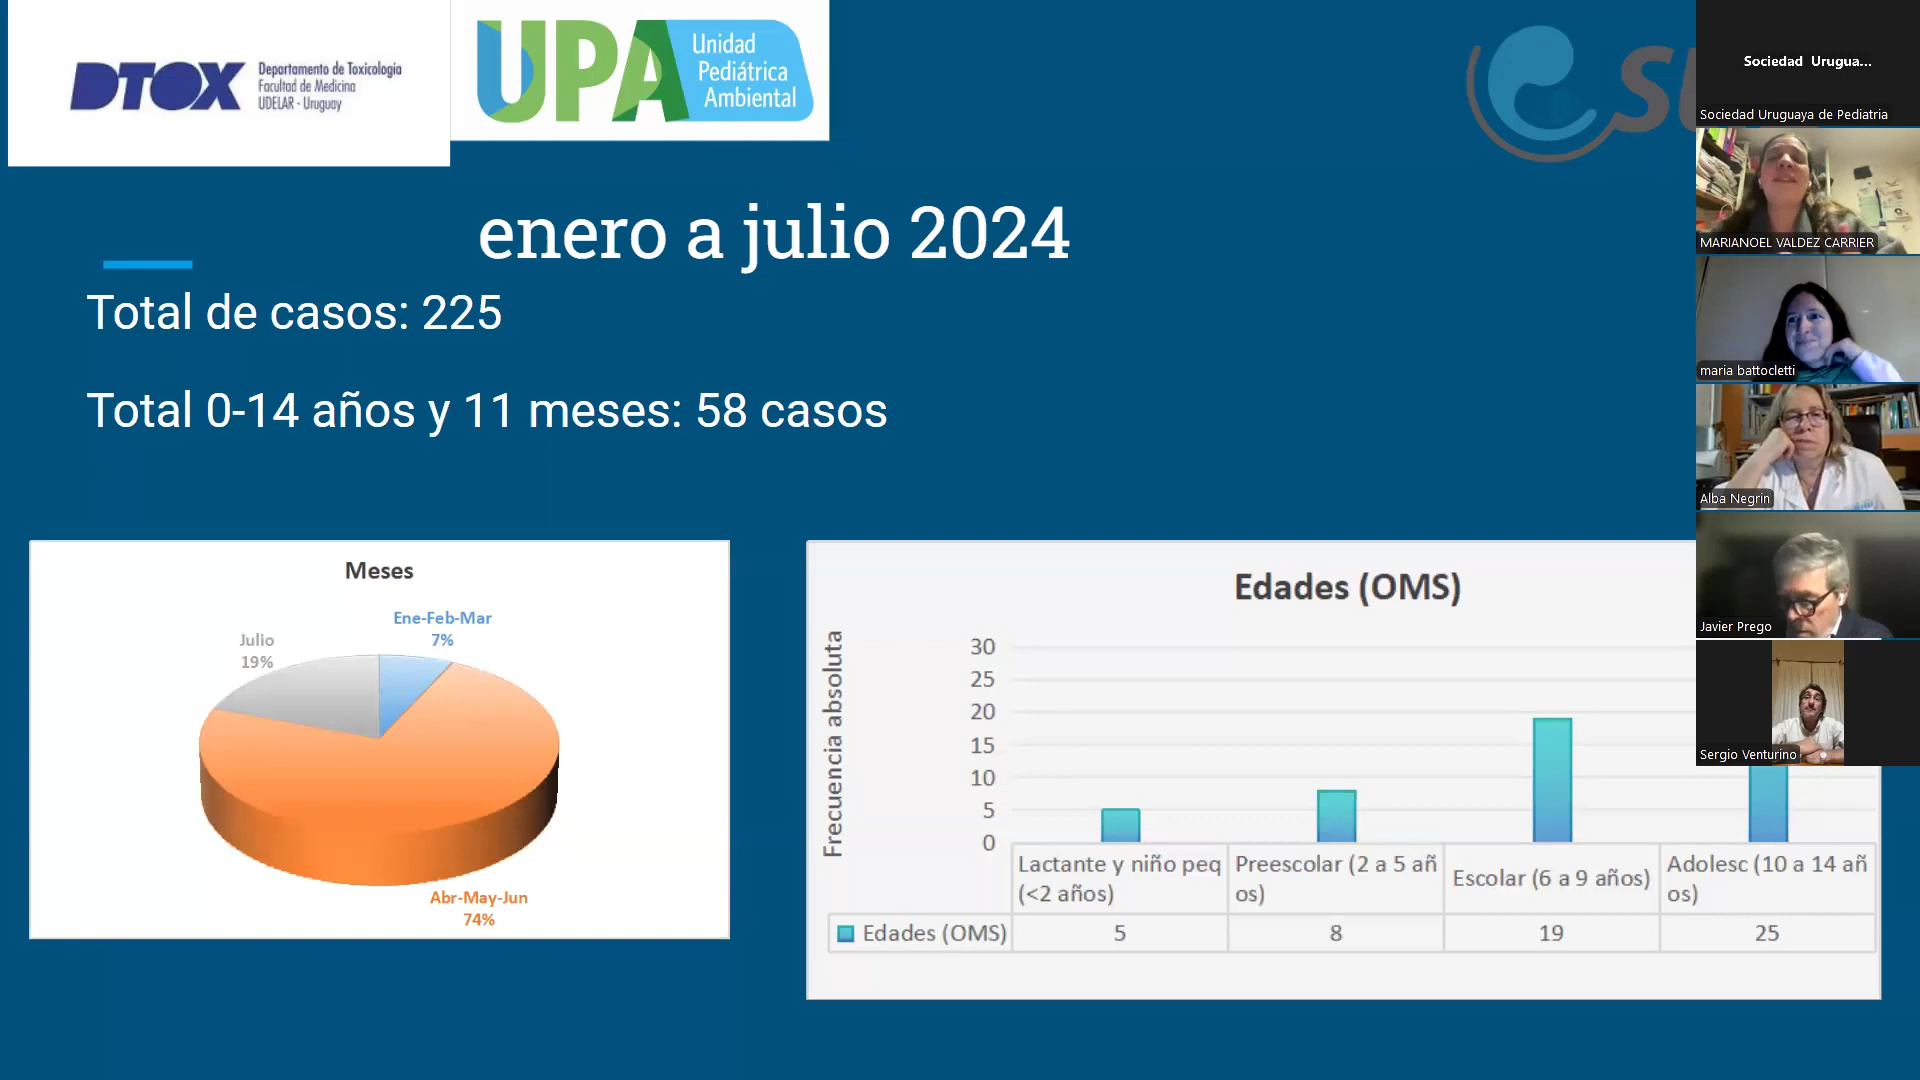 DTOX
Departamento de Toxicología
Facultad de Medicina
UDELAR - Uruguay
UPA
Unidad
Pediátrica
Ambiental
enero a julio 2024
Total de casos: 225
Total 0-14 años y 11 meses: 58 casos
Meses
Ene-Feb-Mar
7%
Julio
19%
Abr-May-Jun
74%
Edades (OMS)
Frecuencia absoluta
30
25
20
15
10
5
0
Lactante y niño peq
(<2 años)
Preescolar (2 a 5 añ
os)
Escolar (6 a 9 años)
Adolesc (10 a 14 añ
os)
Edades (OMS)
5
8
19
25
Sociedad Urugua...
Sociedad Uruguaya de Pediatria
MARIANOEL VALDEZ CARRIER
maria battocletti
Alba Negrin
Javier Prego
Sergio Venturino